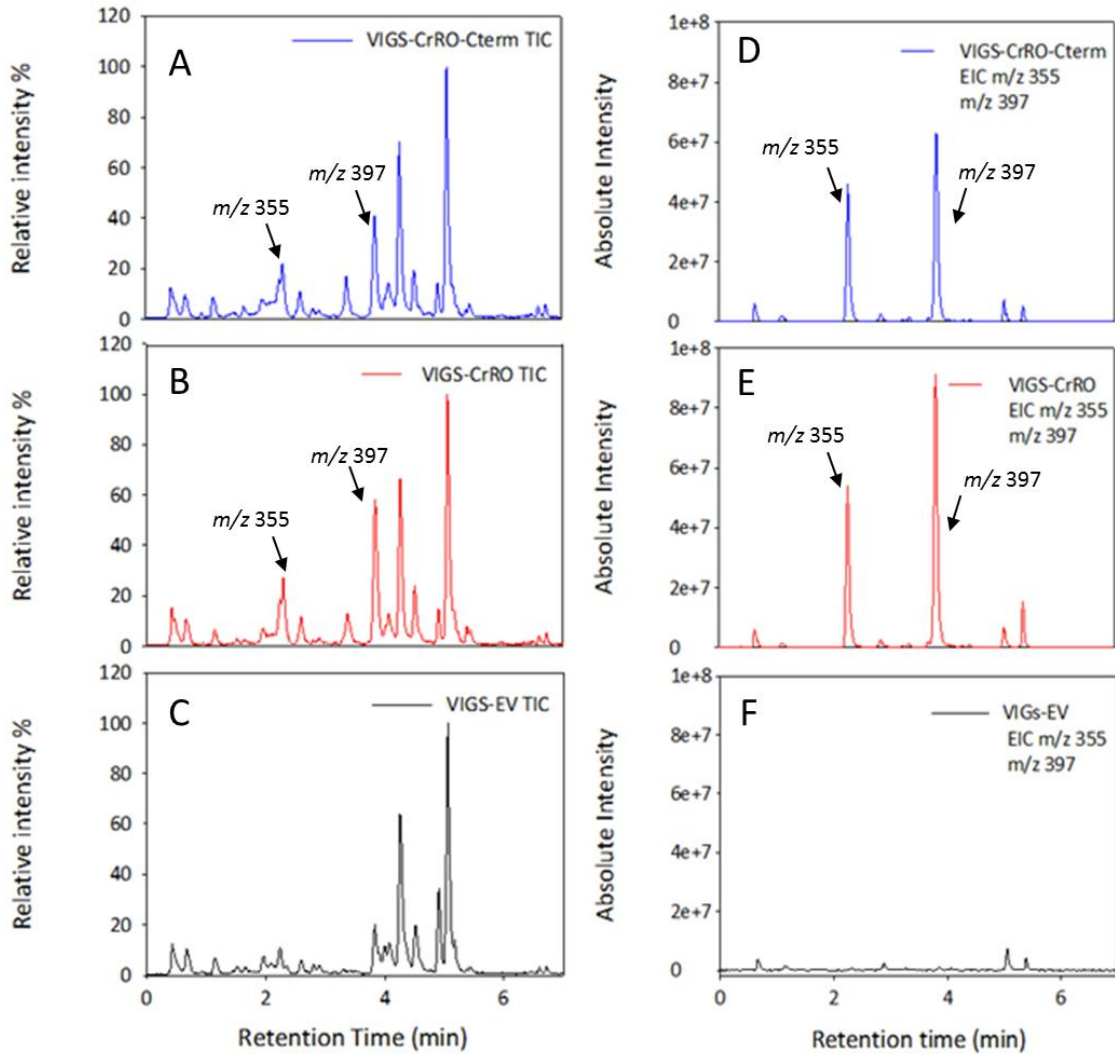 A
VIGS-CrRO-Cterm TIC
Relative intensity %
120
100
80
60
40
20
0
m/z 355
m/z 397
D
VIGS-CrRO-Cterm
EIC m/z 355
m/z 397
Absolute Intensity
1e+8
8e+7
6e+7
4e+7
2e+7
0
m/z 355
m/z 397
B
VIGS-CrRO TIC
Relative intensity %
120
100
80
60
40
20
0
m/z 355
m/z 397
E
VIGS-CrRO
EIC m/z 355
m/z 397
Absolute Intensity
1e+8
8e+7
6e+7
4e+7
2e+7
0
m/z 355
m/z 397
C
VIGS-EV TIC
Relative intensity %
120
100
80
60
40
20
0
0 2 4 6
Retention Time (min)
F
VIGs-EV
EIC m/z 355
m/z 397
Absolute Intensity
1e+8
8e+7
6e+7
4e+7
2e+7
0
0 2 4 6
Retention time (min)